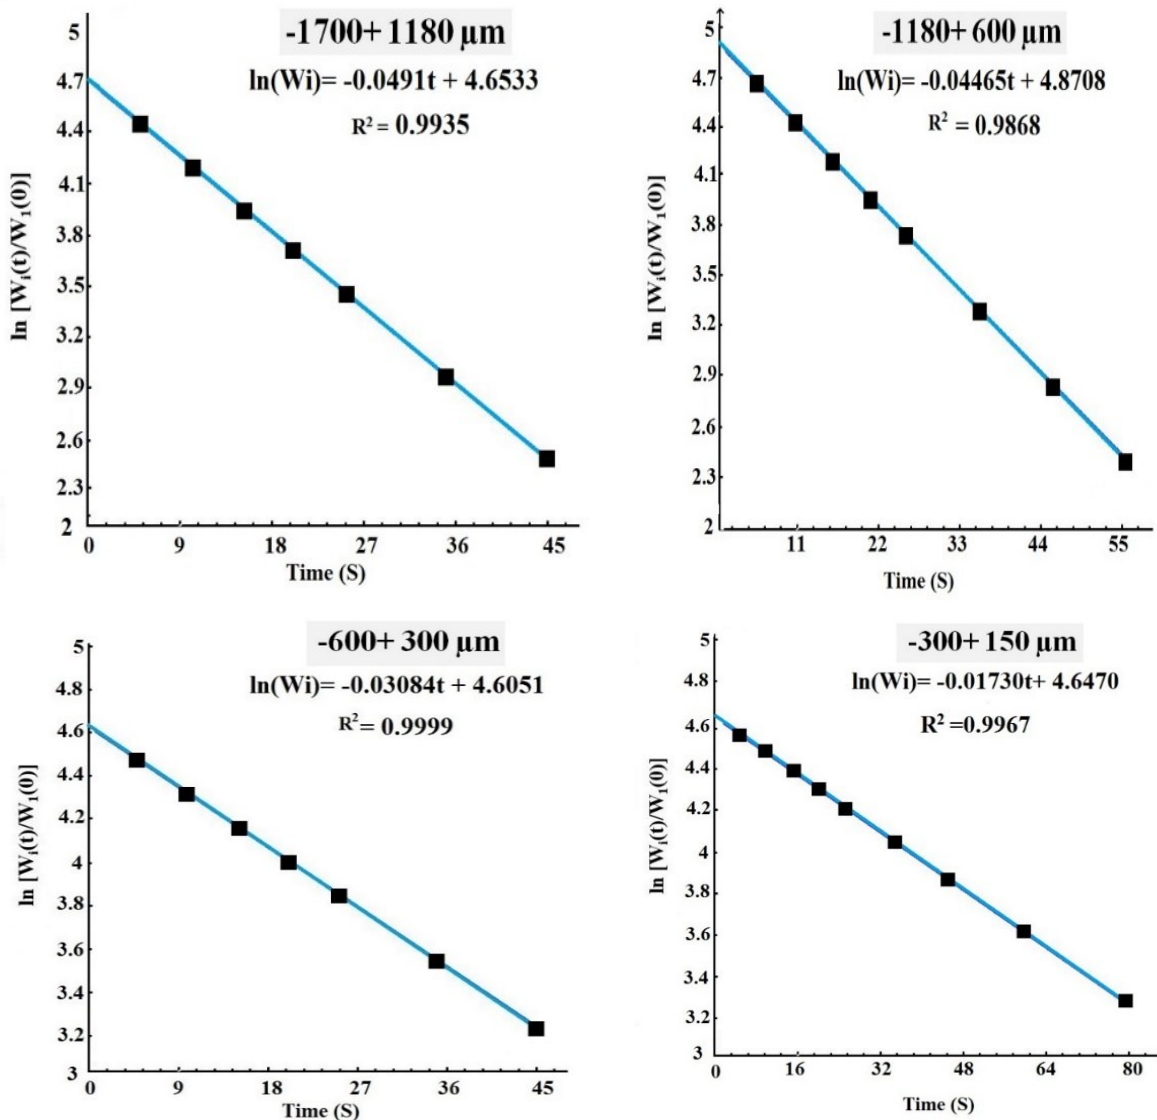 -1700+ 1180 µm
ln(Wi)= -0.0491t + 4.6533
R² = 0.9935
ln [Wi(t)/W1(0)]
5
4.7
4.4
4.1
3.8
3.5
3.2
2.9
2.6
2.3
2
0 9 18 27 36 45
Time (S)
-1180+ 600 µm
ln(Wi)= -0.04465t + 4.8708
R² = 0.9868
ln [Wi(t)/W1(0)]
5
4.7
4.4
4.1
3.8
3.5
3.2
2.9
2.6
2.3
2
11 22 33 44 55
Time (S)
-600+ 300 µm
ln(Wi)= -0.03084t + 4.6051
R² = 0.9999
ln [Wi(t)/W1(0)]
5
4.8
4.6
4.4
4.2
4
3.8
3.6
3.4
3.2
3
0 9 18 27 36 45
Time (S)
-300+ 150 µm
ln(Wi)= -0.01730t+ 4.6470
R² =0.9967
ln [Wi(t)/W1(0)]
5
4.8
4.6
4.4
4.2
4
3.8
3.6
3.4
3.2
3
0 16 32 48 64 80
Time (S)